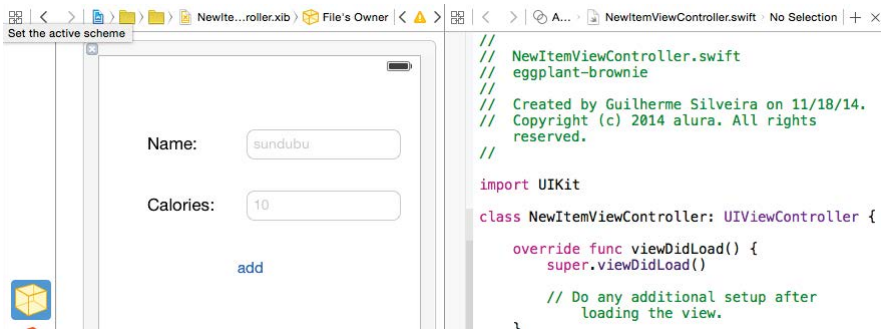 NewIte...roller.xib
File's Owner
A...
NewItemViewController.swift
No Selection
Set the active scheme
Name:
sundubu
Calories:
10
add
//
// NewItemViewController.swift
// eggplant-brownie
//
// Created by Guilherme Silveira on 11/18/14.
// Copyright (c) 2014 alura. All rights
reserved.
//
import UIKit
class NewItemViewController: UIViewController {
override func viewDidLoad() {
super.viewDidLoad()
// Do any additional setup after
loading the view.
}